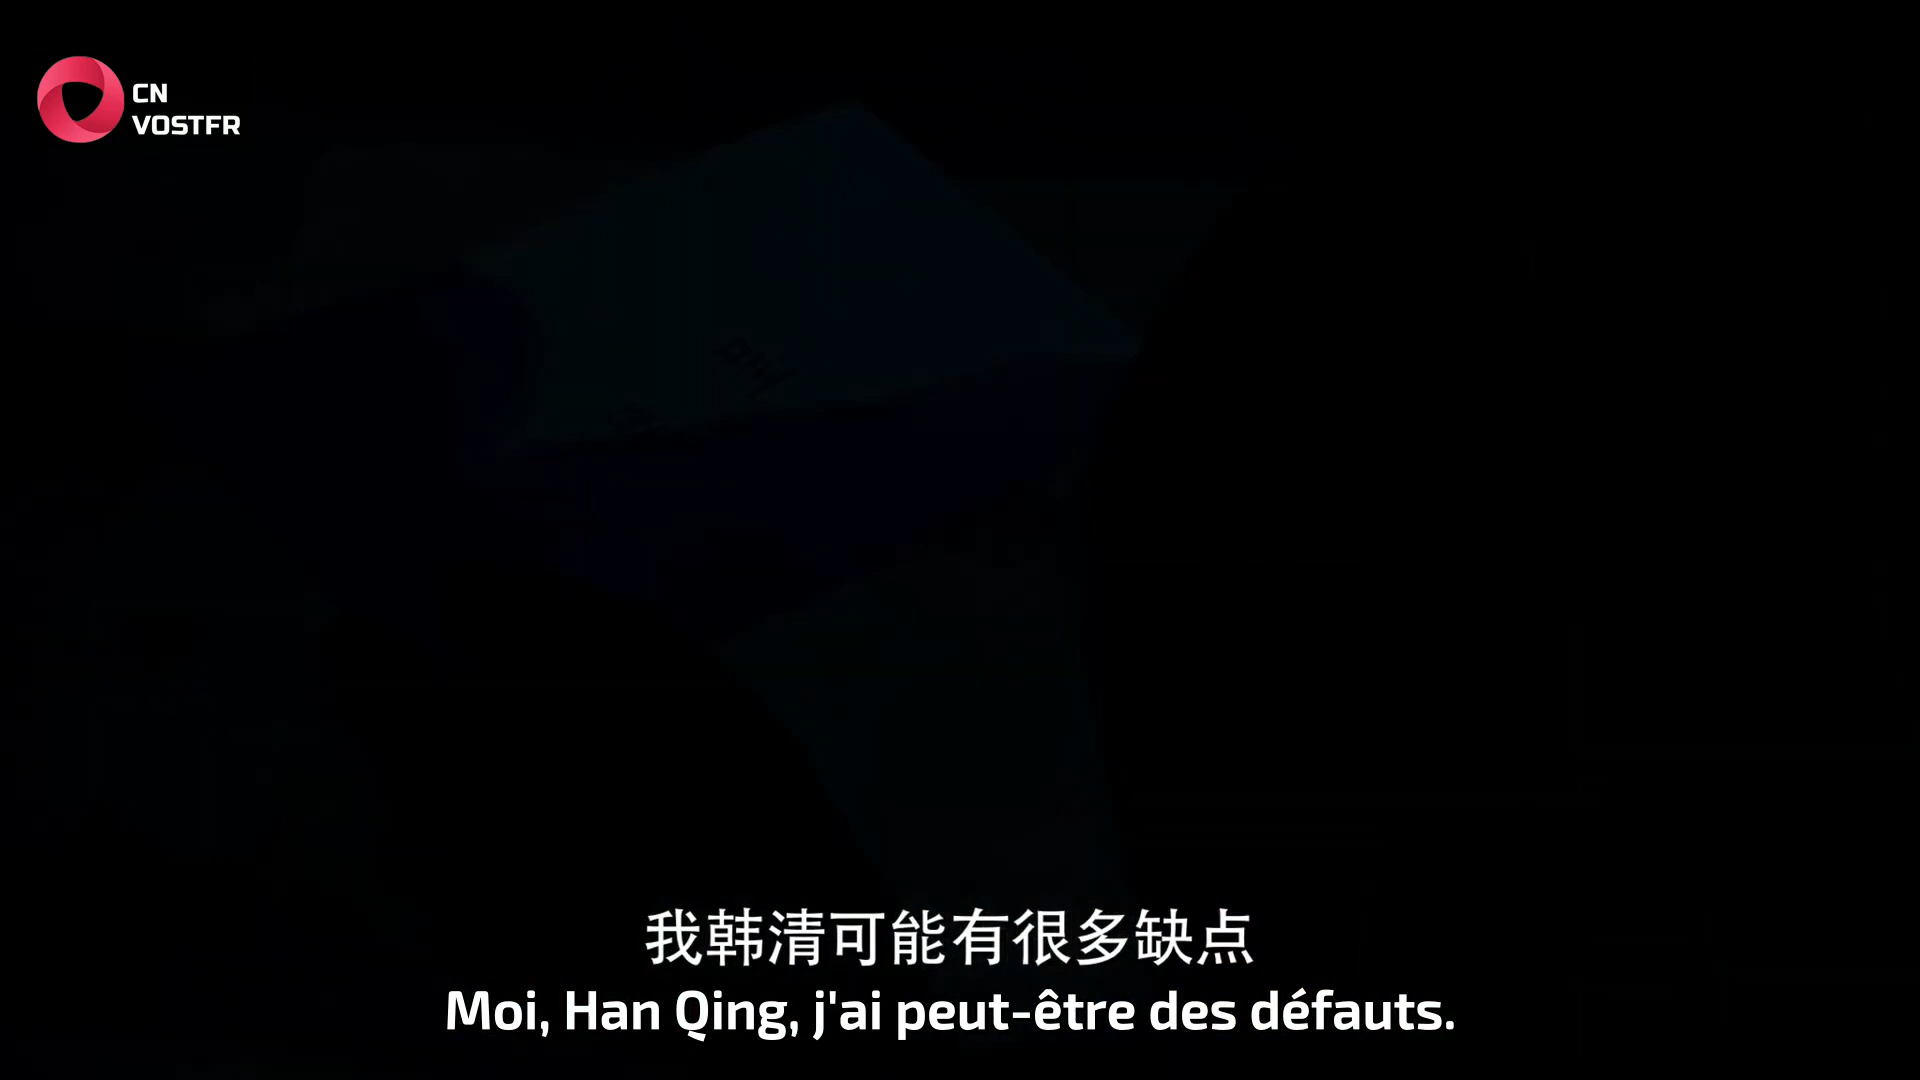 CN
VOSTFR
我韩清可能有很多缺点
Moi, Han Qing, j'ai peut-être des défauts.